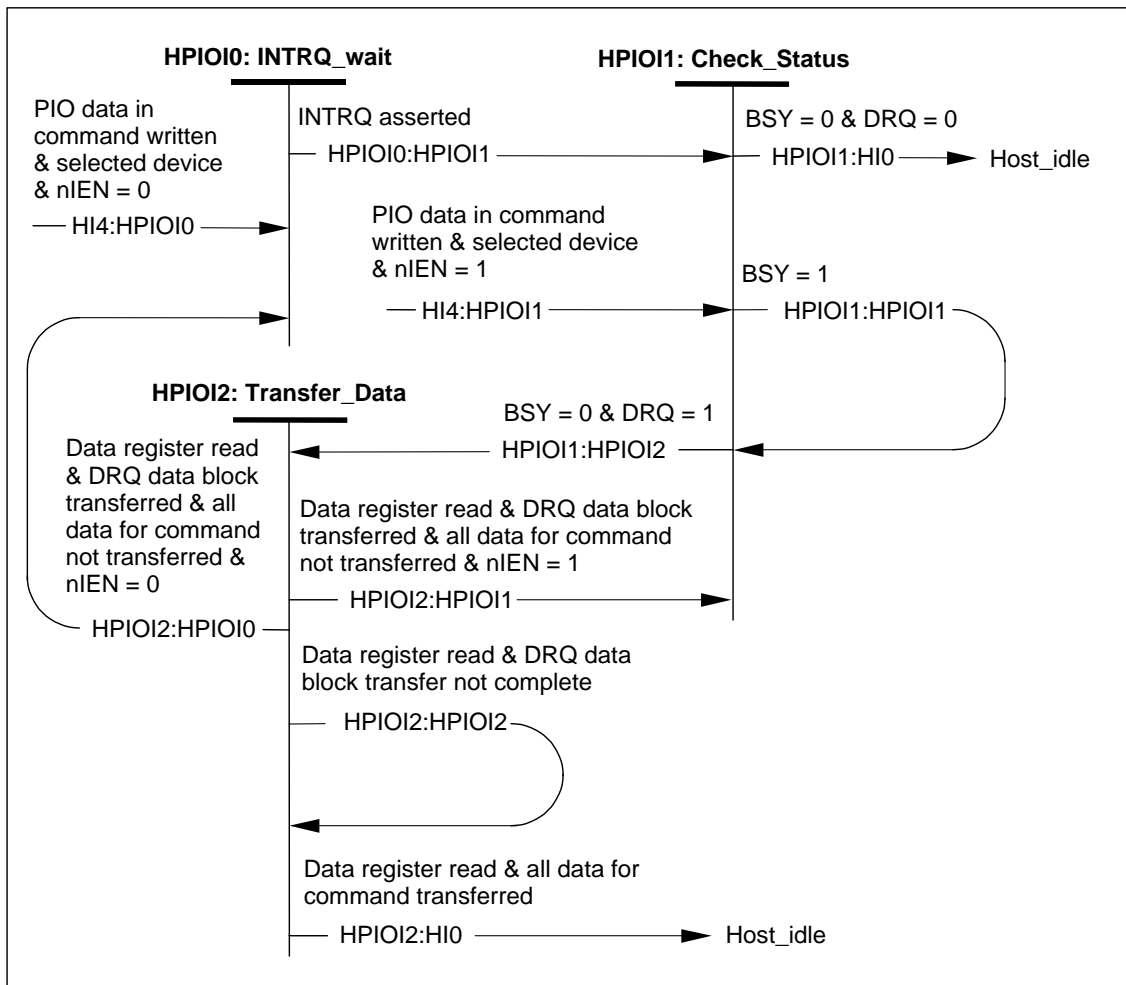 HPIOI0: INTRQ_wait
HPIOI1: Check_Status
PIO data in
command written
& selected device
& nIEN = 0
HI4:HPIOI0
INTRQ asserted
HPIOI0:HPIOI1
BSY = 0 & DRQ = 0
HPIOI1:HI0
Host_idle
PIO data in command
written & selected device
& nIEN = 1
HI4:HPIOI1
BSY = 1
HPIOI1:HPIOI1
HPIOI2: Transfer_Data
BSY = 0 & DRQ = 1
HPIOI1:HPIOI2
Data register read
& DRQ data block
transferred & all
data for command
not transferred &
nIEN = 0
HPIOI2:HPIOI0
Data register read & DRQ data block
transferred & all data for command
not transferred & nIEN = 1
HPIOI2:HPIOI1
Data register read & DRQ data
block transfer not complete
HPIOI2:HPIOI2
Data register read & all data for
command transferred
HPIOI2:HI0
Host_idle